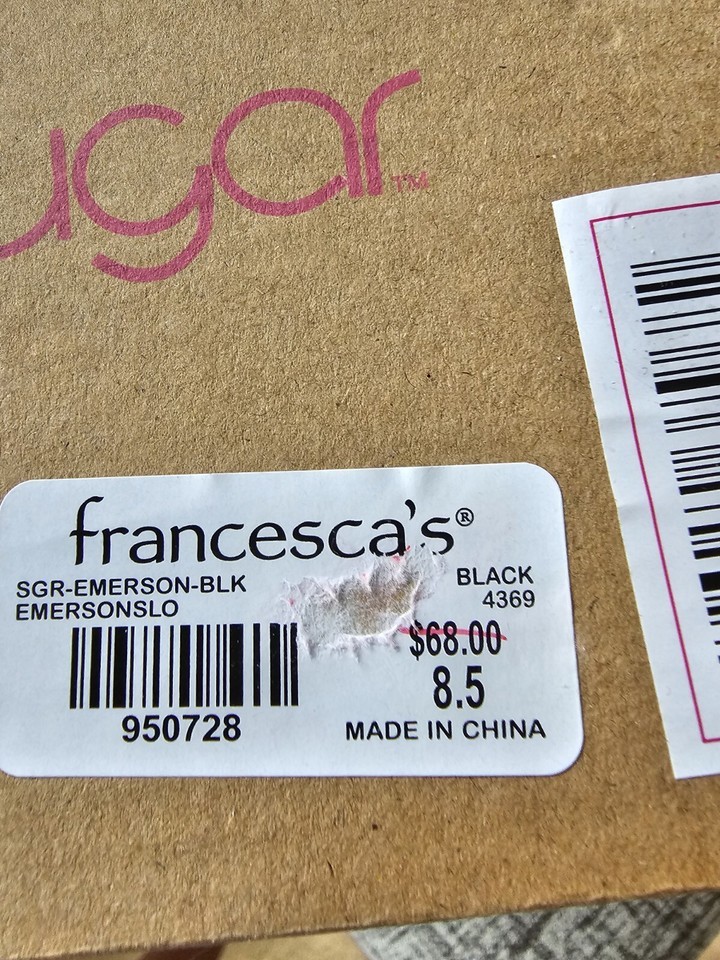 ugar™
francesca's®
SGR-EMERSON-BLK
EMERSONSLO
BLACK
4369
$68.00
8.5
950728
MADE IN CHINA